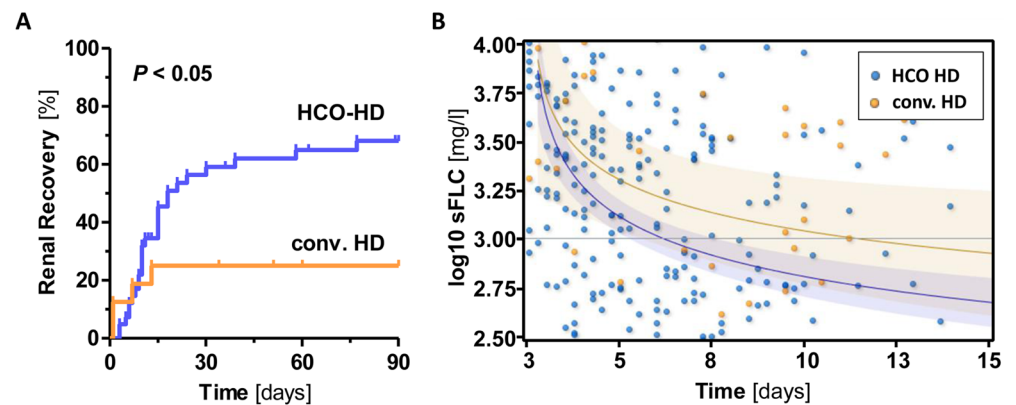 A
P < 0.05
HCO-HD
conv. HD
Renal Recovery [%]
100
80
60
40
20
0
0 30 60 90
Time [days]
B
HCO HD
conv. HD
log10 sFLC [mg/l]
4.00
3.75
3.50
3.25
3.00
2.75
2.50
3 5 8 10 13 15
Time [days]